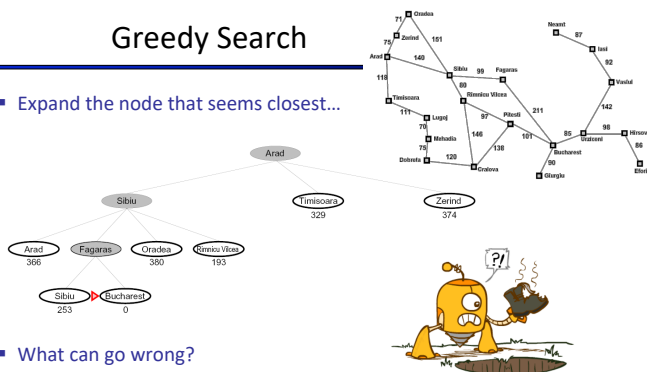 Greedy Search
Expand the node that seems closest…
Arad
Sibiu
Timisoara
329
Zerind
374
Arad
366
Fagaras
Oradea
380
Rimnicu Vilcea
193
Sibiu
253
Bucharest
0
What can go wrong?
71
Oradea
Neamt
87
Zerind
151
75
Iasi
Arad
140
92
Sibiu
99
Fagaras
118
80
Vaslui
Rimnicu Vilcea
Timisoara
142
111
Lugoj
97
Pitesti
211
70
98
Hirsova
Mehadia
146
101
85
Urziceni
75
138
86
Bucharest
Dobreta
120
90
Craiova
Giurgiu
Eforie
?!